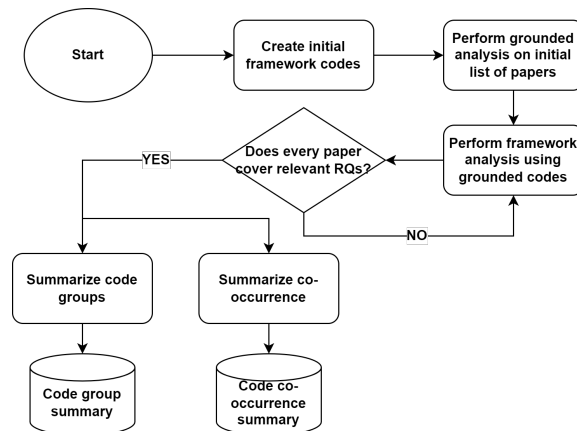 Start
Create initial
framework codes
Perform grounded
analysis on initial
list of papers
Perform framework
analysis using
grounded codes
Does every paper
cover relevant RQs?
YES
NO
Summarize code
groups
Summarize co-
occurrence
Code group
summary
Code co-
occurrence
summary